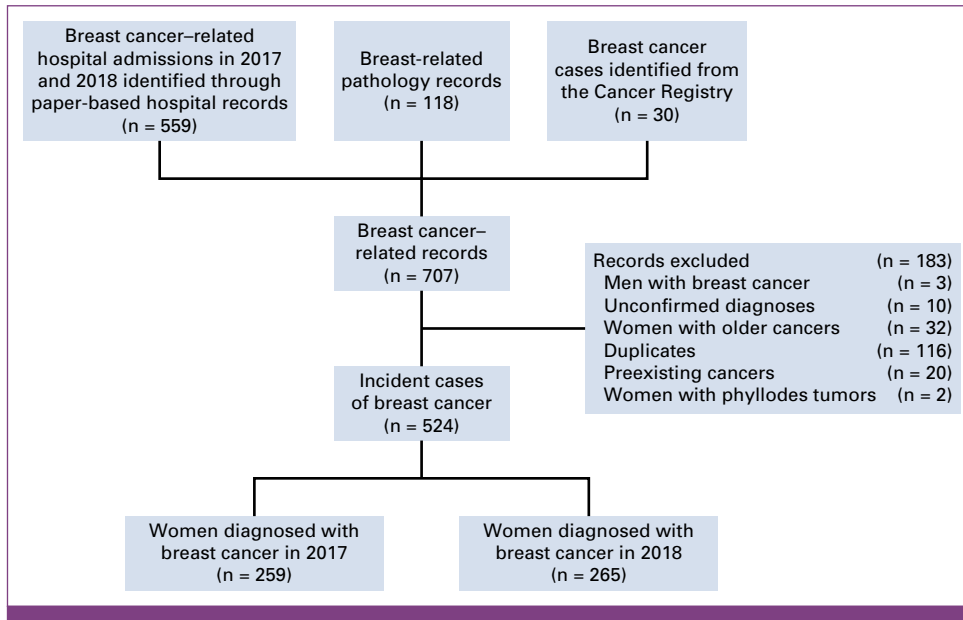 Breast cancer–related
hospital admissions in 2017
and 2018 identified through
paper-based hospital records
(n = 559)
Breast-related
pathology records
(n = 118)
Breast cancer
cases identified from
the Cancer Registry
(n = 30)
Breast cancer–
related records
(n = 707)
Records excluded (n = 183)
Men with breast cancer (n = 3)
Unconfirmed diagnoses (n = 10)
Women with older cancers (n = 32)
Duplicates (n = 116)
Preexisting cancers (n = 20)
Women with phyllodes tumors (n = 2)
Incident cases
of breast cancer
(n = 524)
Women diagnosed with
breast cancer in 2017
(n = 259)
Women diagnosed with
breast cancer in 2018
(n = 265)